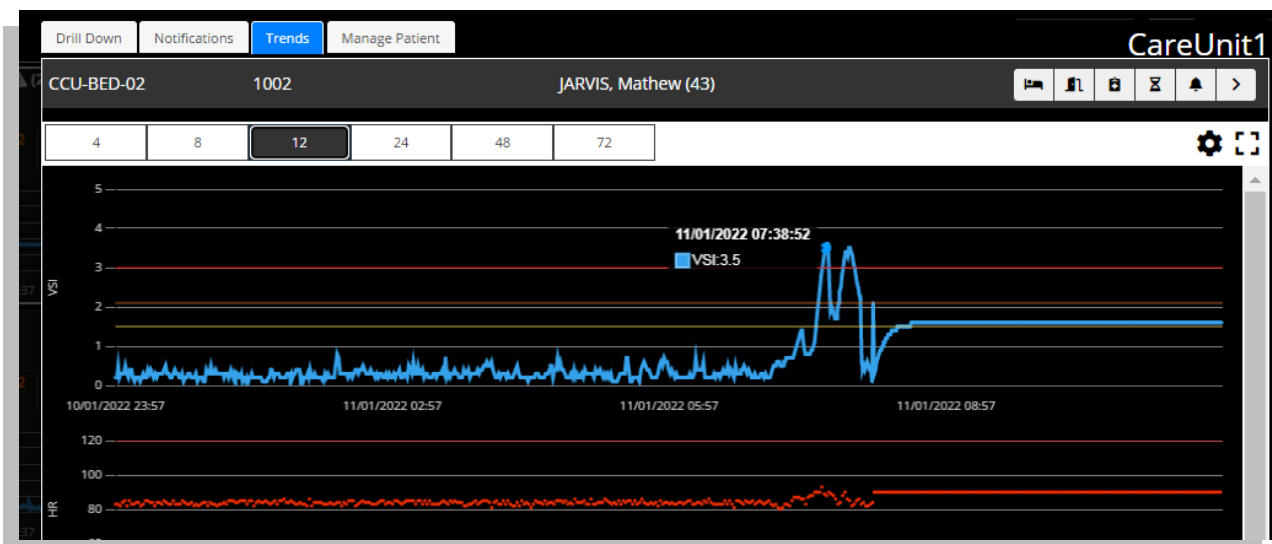 Drill Down Notifications Trends Manage Patient
CareUnit1
CCU-BED-02 1002 JARVIS, Mathew (43)
4 8 12 24 48 72
5
4
3
2
1
0
VSI
11/01/2022 07:38:52
VSI:3.5
10/01/2022 23:57 11/01/2022 02:57 11/01/2022 05:57 11/01/2022 08:57
120
100
80
HR